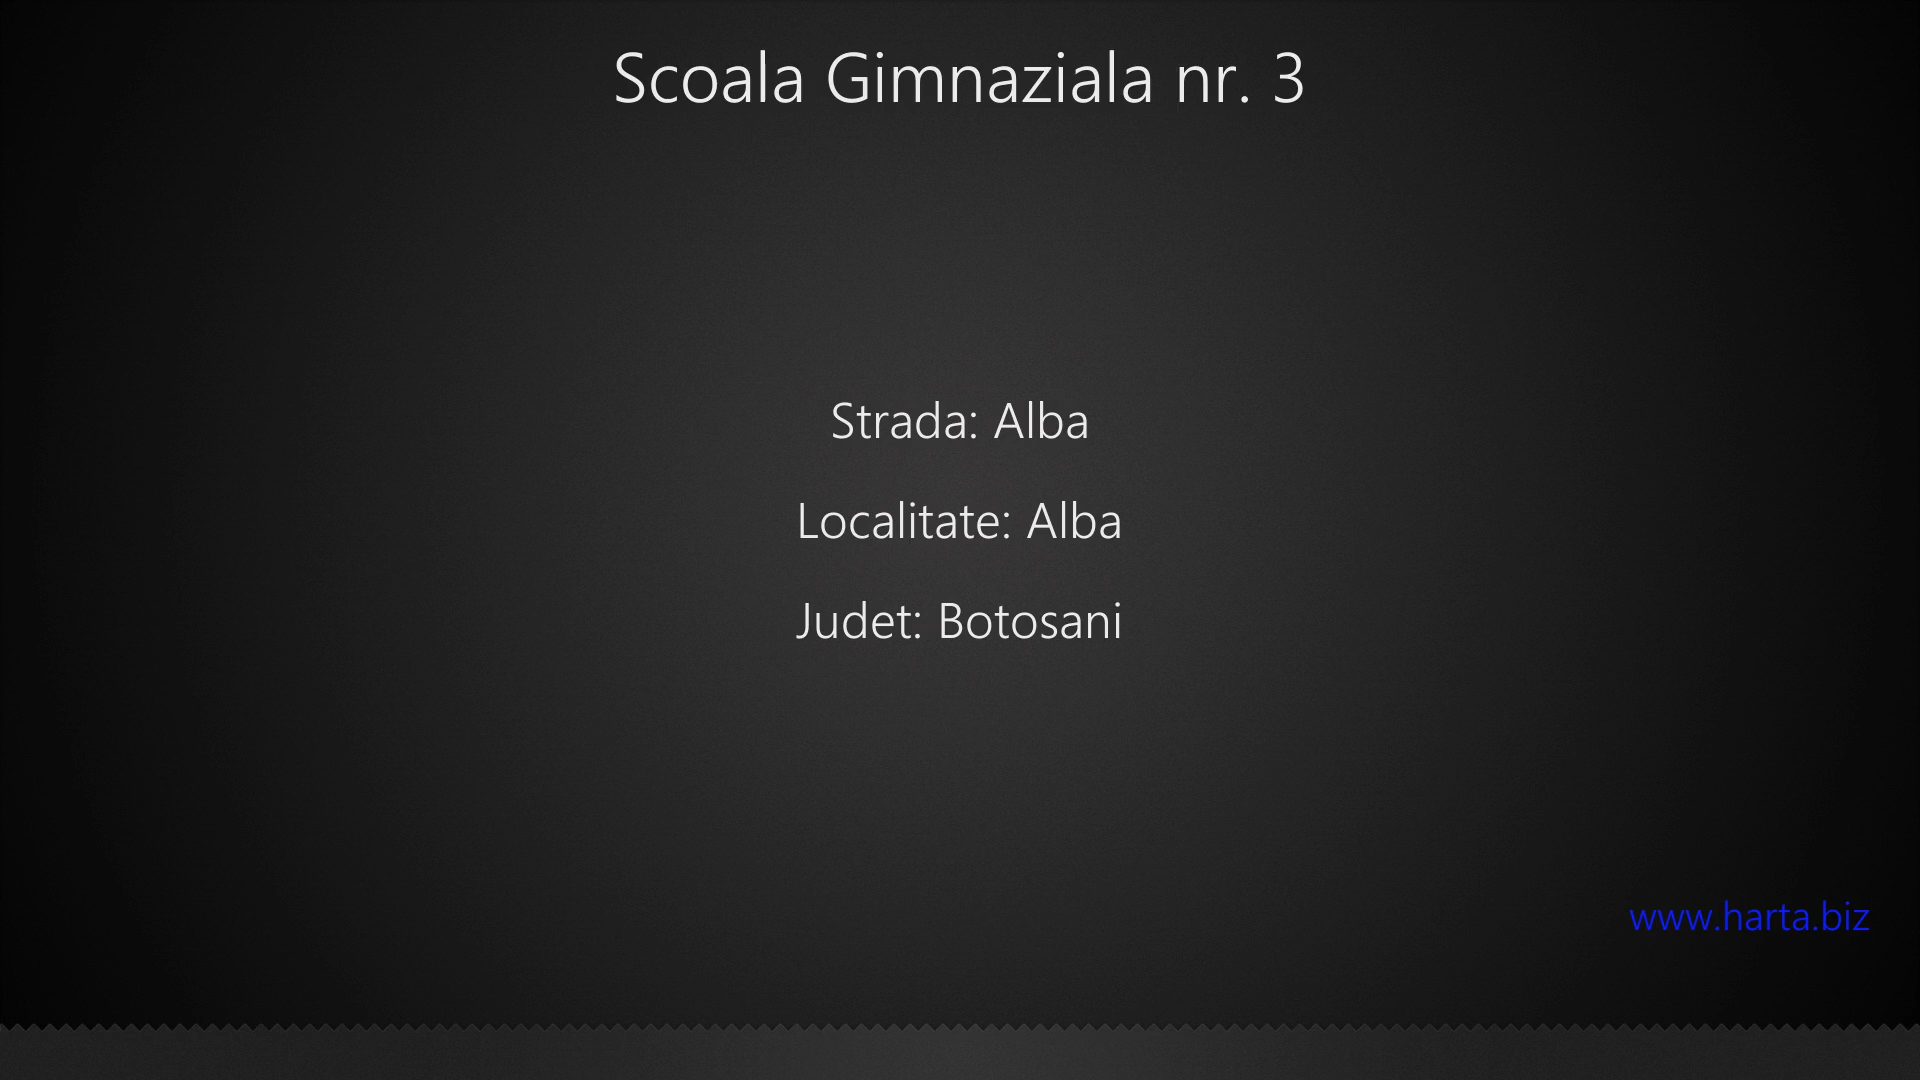 Scoala Gimnaziala nr. 3
Strada: Alba
Localitate: Alba
Judet: Botosani
www.harta.biz